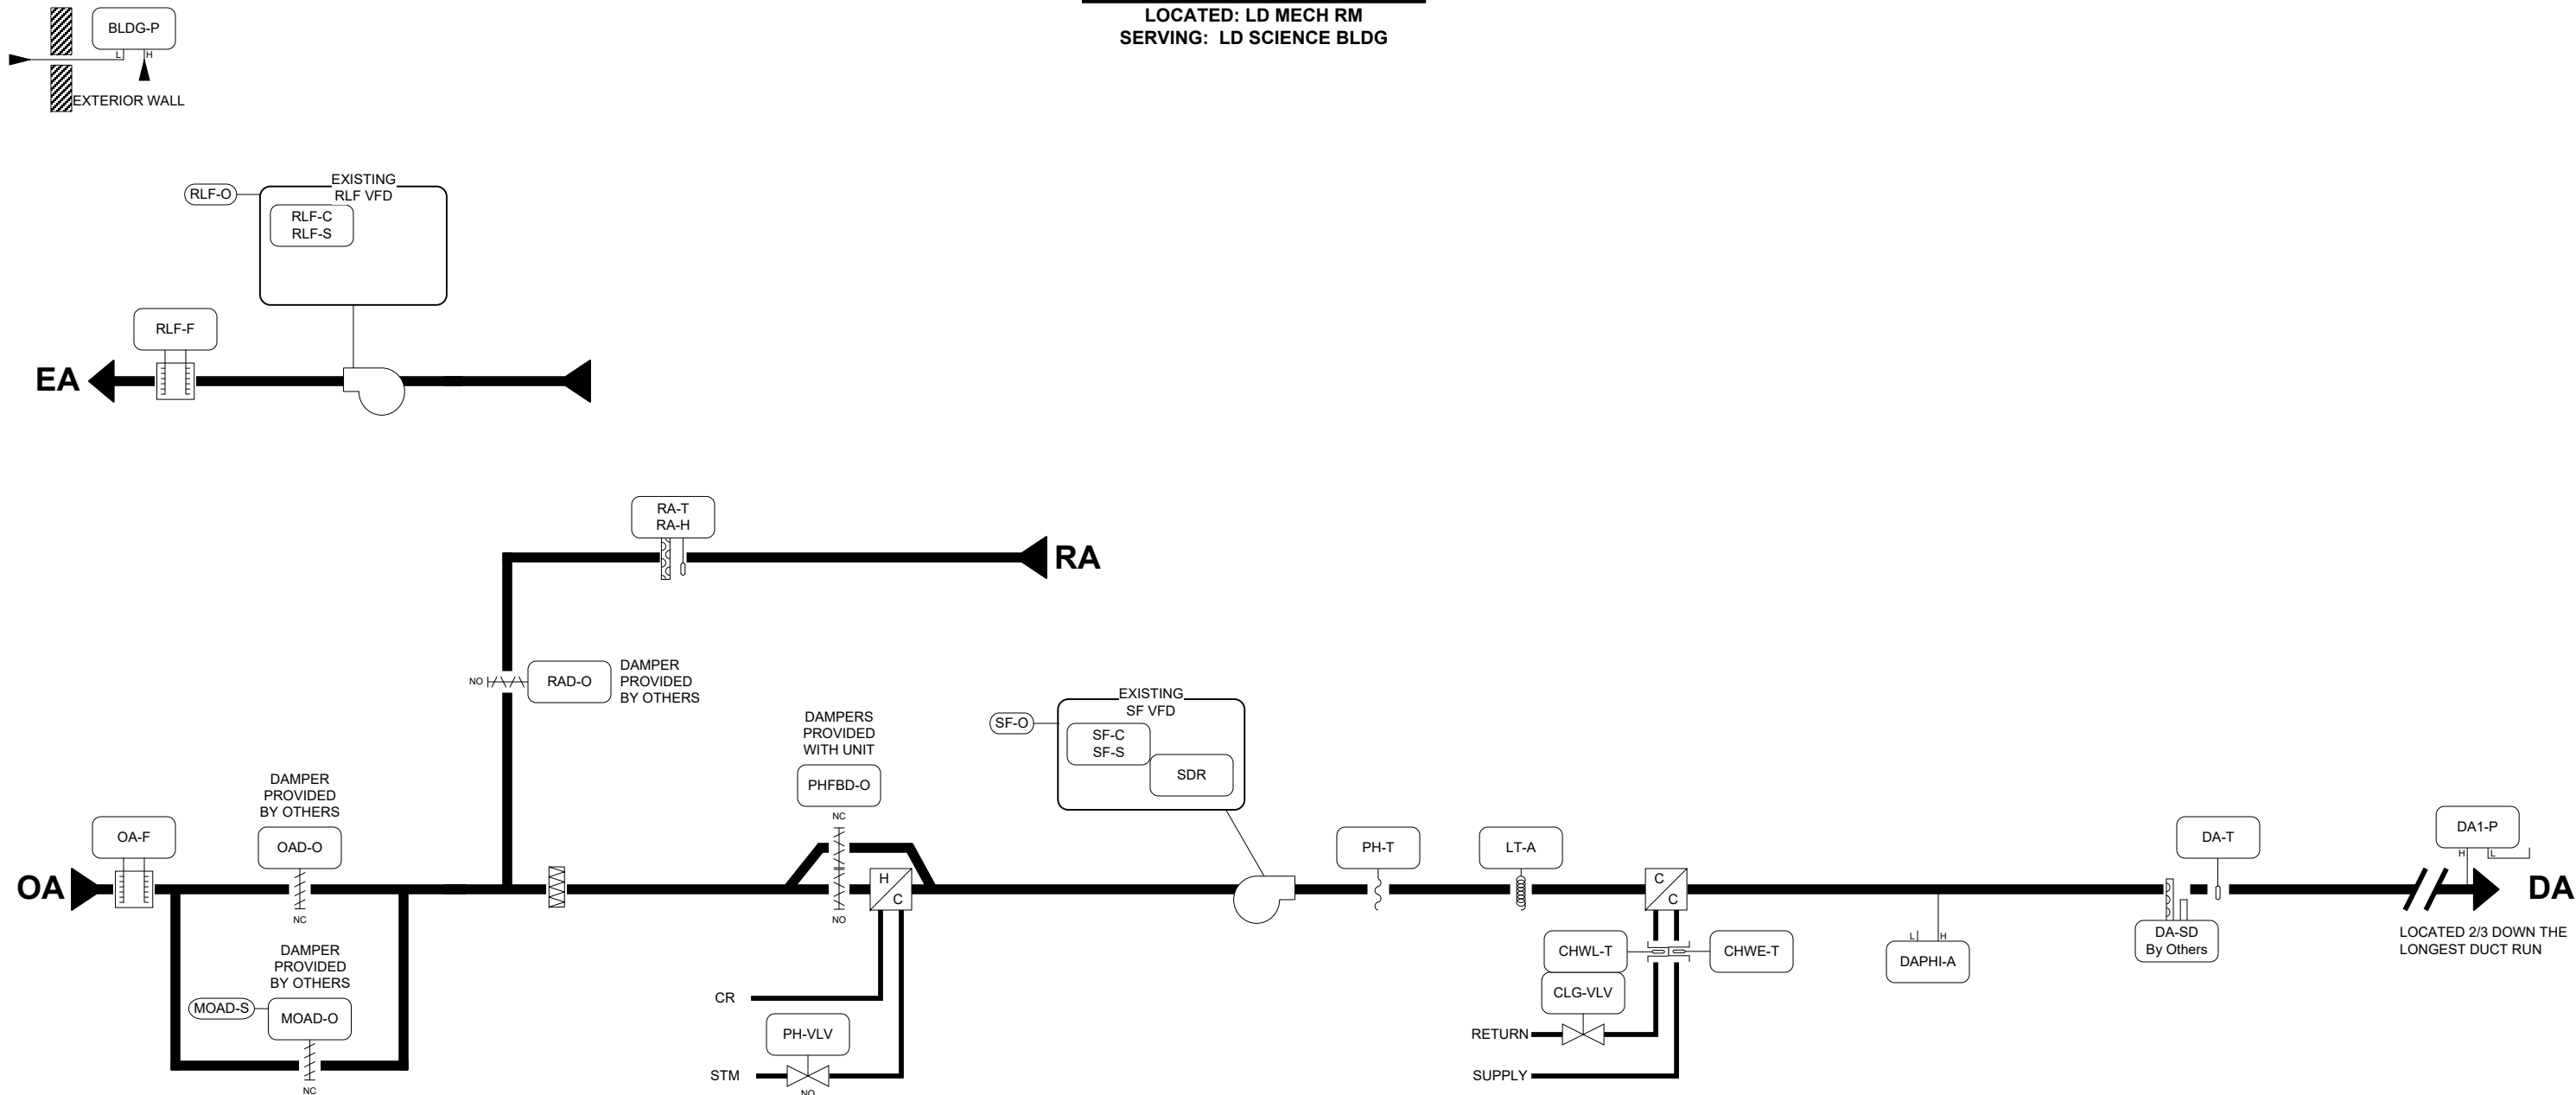 LOCATED: LD MECH RM
SERVING: LD SCIENCE BLDG
BLDG-P
L H
EXTERIOR WALL
EXISTING
RLF VFD
RLF-O
RLF-C
RLF-S
RLF-F
EA
RA-T
RA-H
RA
NO
RAD-O
DAMPER
PROVIDED
BY OTHERS
EXISTING
SF VFD
SF-O
SF-C
SF-S
SDR
DAMPERS
PROVIDED
WITH UNIT
PHFBD-O
NC
NO
DAMPER
PROVIDED
BY OTHERS
OAD-O
NC
OA-F
OA
H
C
PH-T
LT-A
C
C
DA-T
DA1-P
H L
DA
LOCATED 2/3 DOWN THE
LONGEST DUCT RUN
DA-SD
By Others
L H
DAPHI-A
CHWL-T
CHWE-T
CLG-VLV
RETURN
SUPPLY
DAMPER
PROVIDED
BY OTHERS
MOAD-S
MOAD-O
NC
CR
PH-VLV
STM
NO